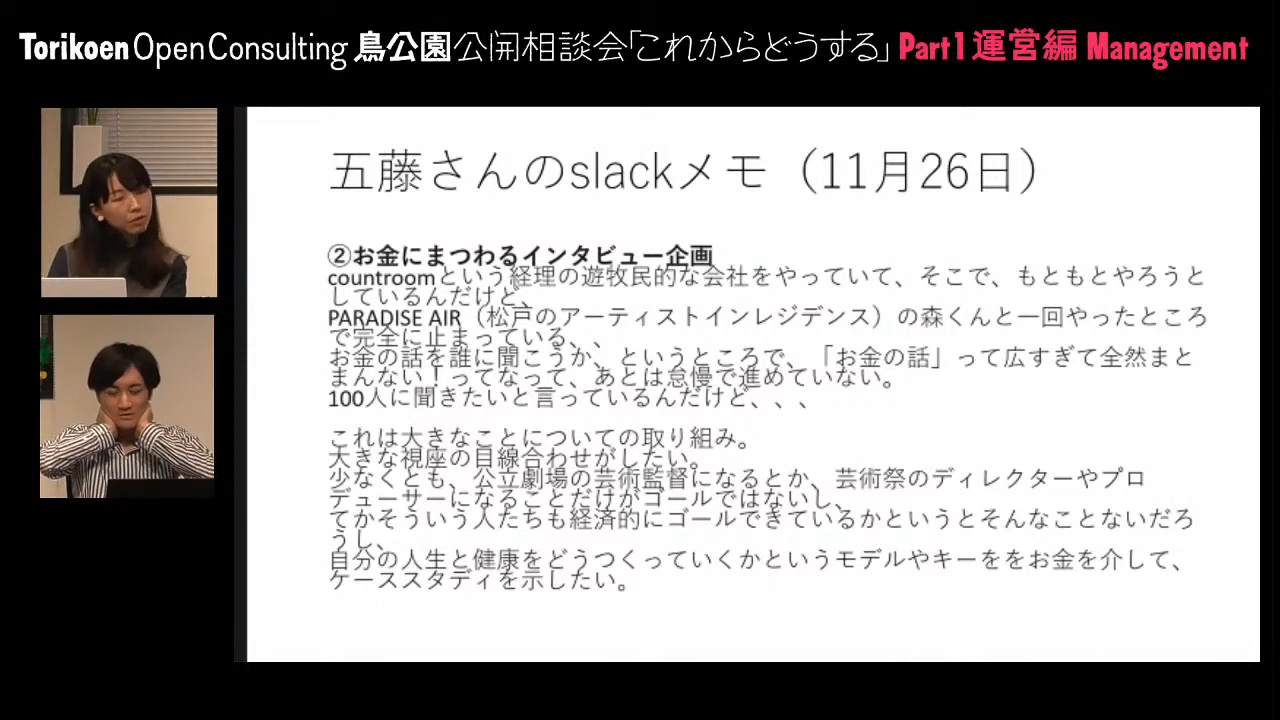 Torikoen Open Consulting 鳥公園公開相談会「これからどうする」 Part1 運営編 Management
五藤さんのslackメモ（11月26日）
②お金にまつわるインタビュー企画
countroomという経理の遊牧民的な会社をやっていて、そこで、もともとやろうと
しているんだけど、
PARADISE AIR（松戸のアーティストインレジデンス）の森くんと一回やったところ
で完全に止まっている、、
お金の話を誰に聞こうか、というところで、「お金の話」って広すぎて全然まと
まんない！ってなって、あとは怠慢で進めていない。
100人に聞きたいと言っているんだけど、、、
これは大きなことについての取り組み。
大きな視座の目線合わせがしたい。
少なくとも、公立劇場の芸術監督になるとか、芸術祭のディレクターやプロ
デューサーになることだけがゴールではないし、
てかそういう人たちも経済的にゴールできているかというとそんなことないだろ
うし、
自分の人生と健康をどうつくっていくかというモデルやキーををお金を介して、
ケーススタディを示したい。